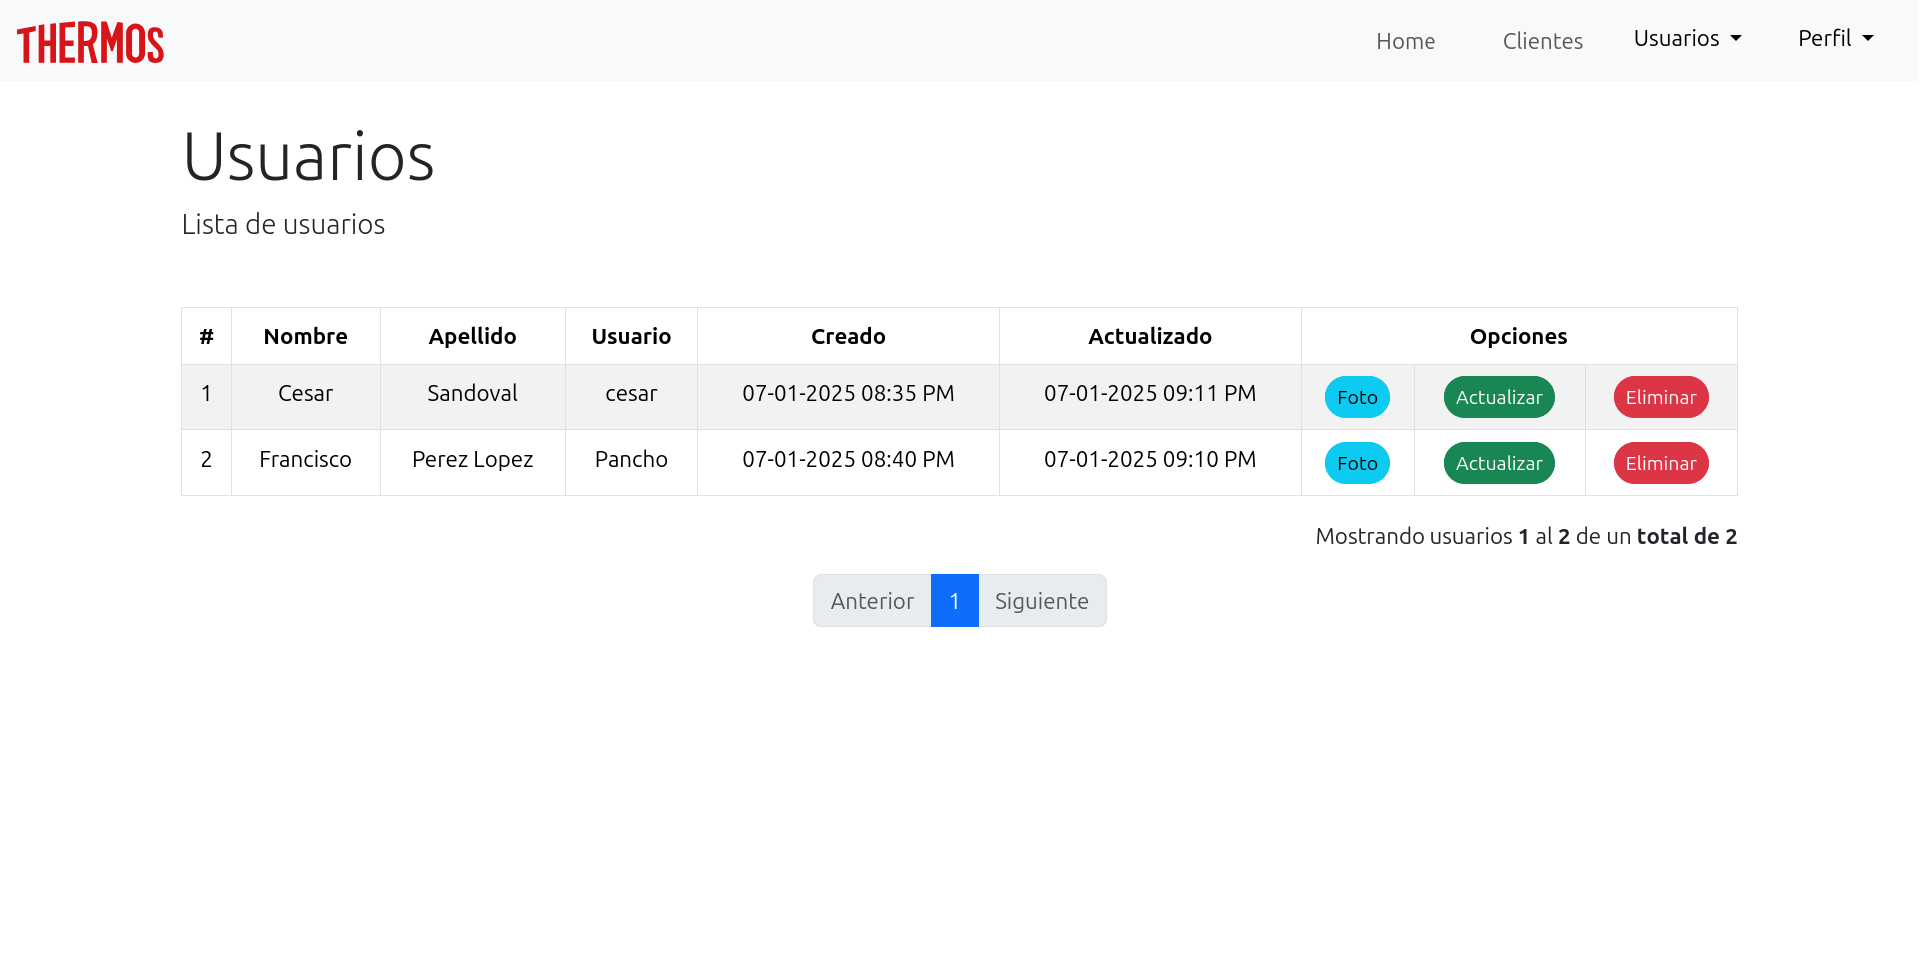 THERMOS Home Clientes Usuarios Perfil
Usuarios
Lista de usuarios
# Nombre Apellido Usuario Creado Actualizado Opciones
1 Cesar Sandoval cesar 07-01-2025 08:35 PM 07-01-2025 09:11 PM Foto Actualizar Eliminar
2 Francisco Perez Lopez Pancho 07-01-2025 08:40 PM 07-01-2025 09:10 PM Foto Actualizar Eliminar
Mostrando usuarios 1 al 2 de un total de 2
Anterior 1 Siguiente